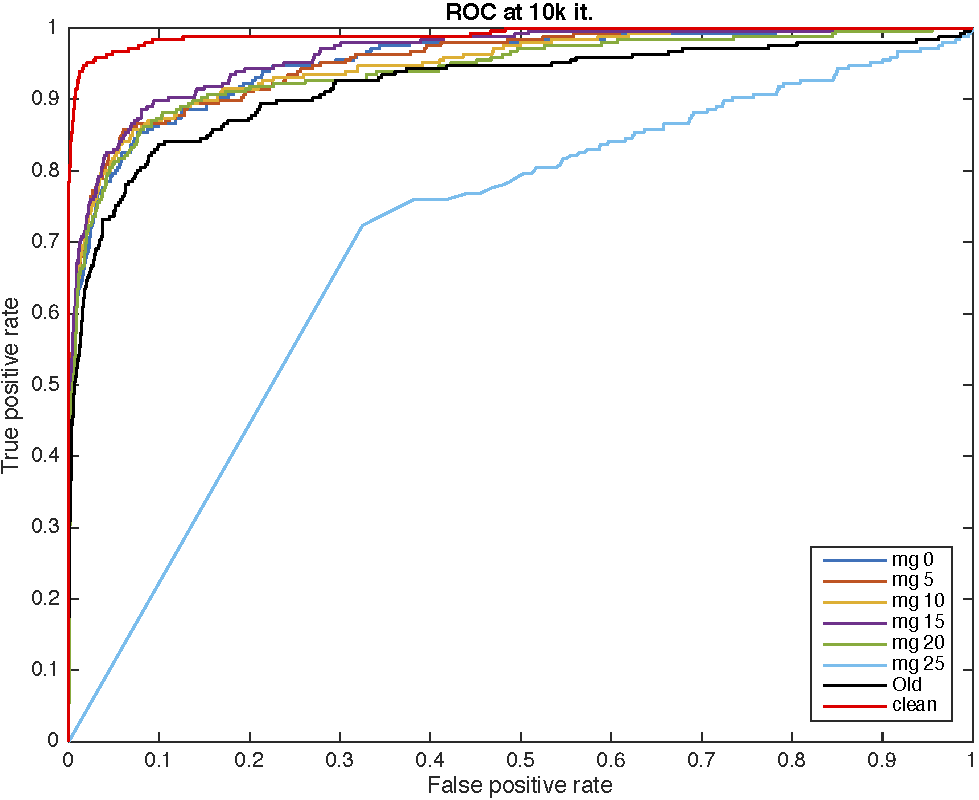 ROC at 10k it.
True positive rate
1
0.9
0.8
0.7
0.6
0.5
0.4
0.3
0.2
0.1
0
0 0.1 0.2 0.3 0.4 0.5 0.6 0.7 0.8 0.9 1
False positive rate
mg 0
mg 5
mg 10
mg 15
mg 20
mg 25
Old
clean